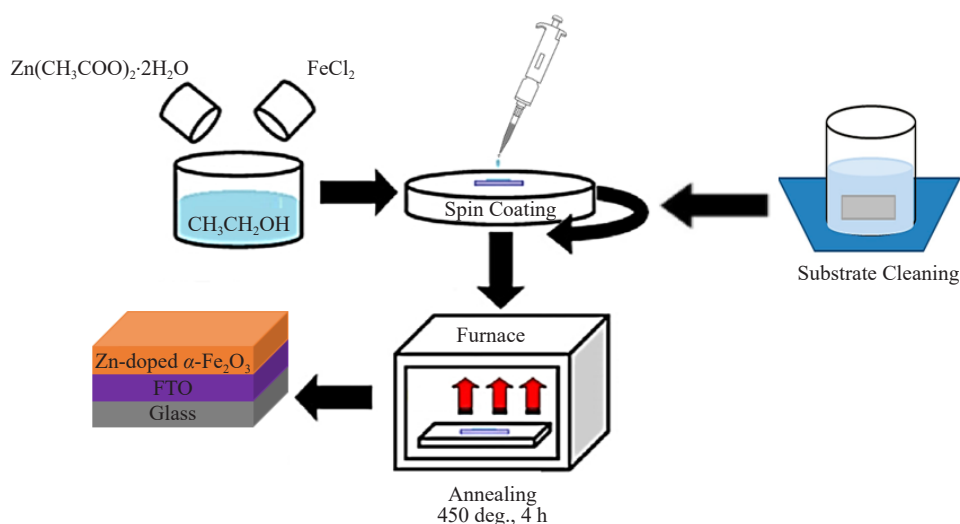 Zn(CH₃COO)₂·2H₂O
FeCl₂
CH₃CH₂OH
Spin Coating
Substrate Cleaning
Furnace
Zn-doped α-Fe₂O₃
FTO
Glass
Annealing
450 deg., 4 h